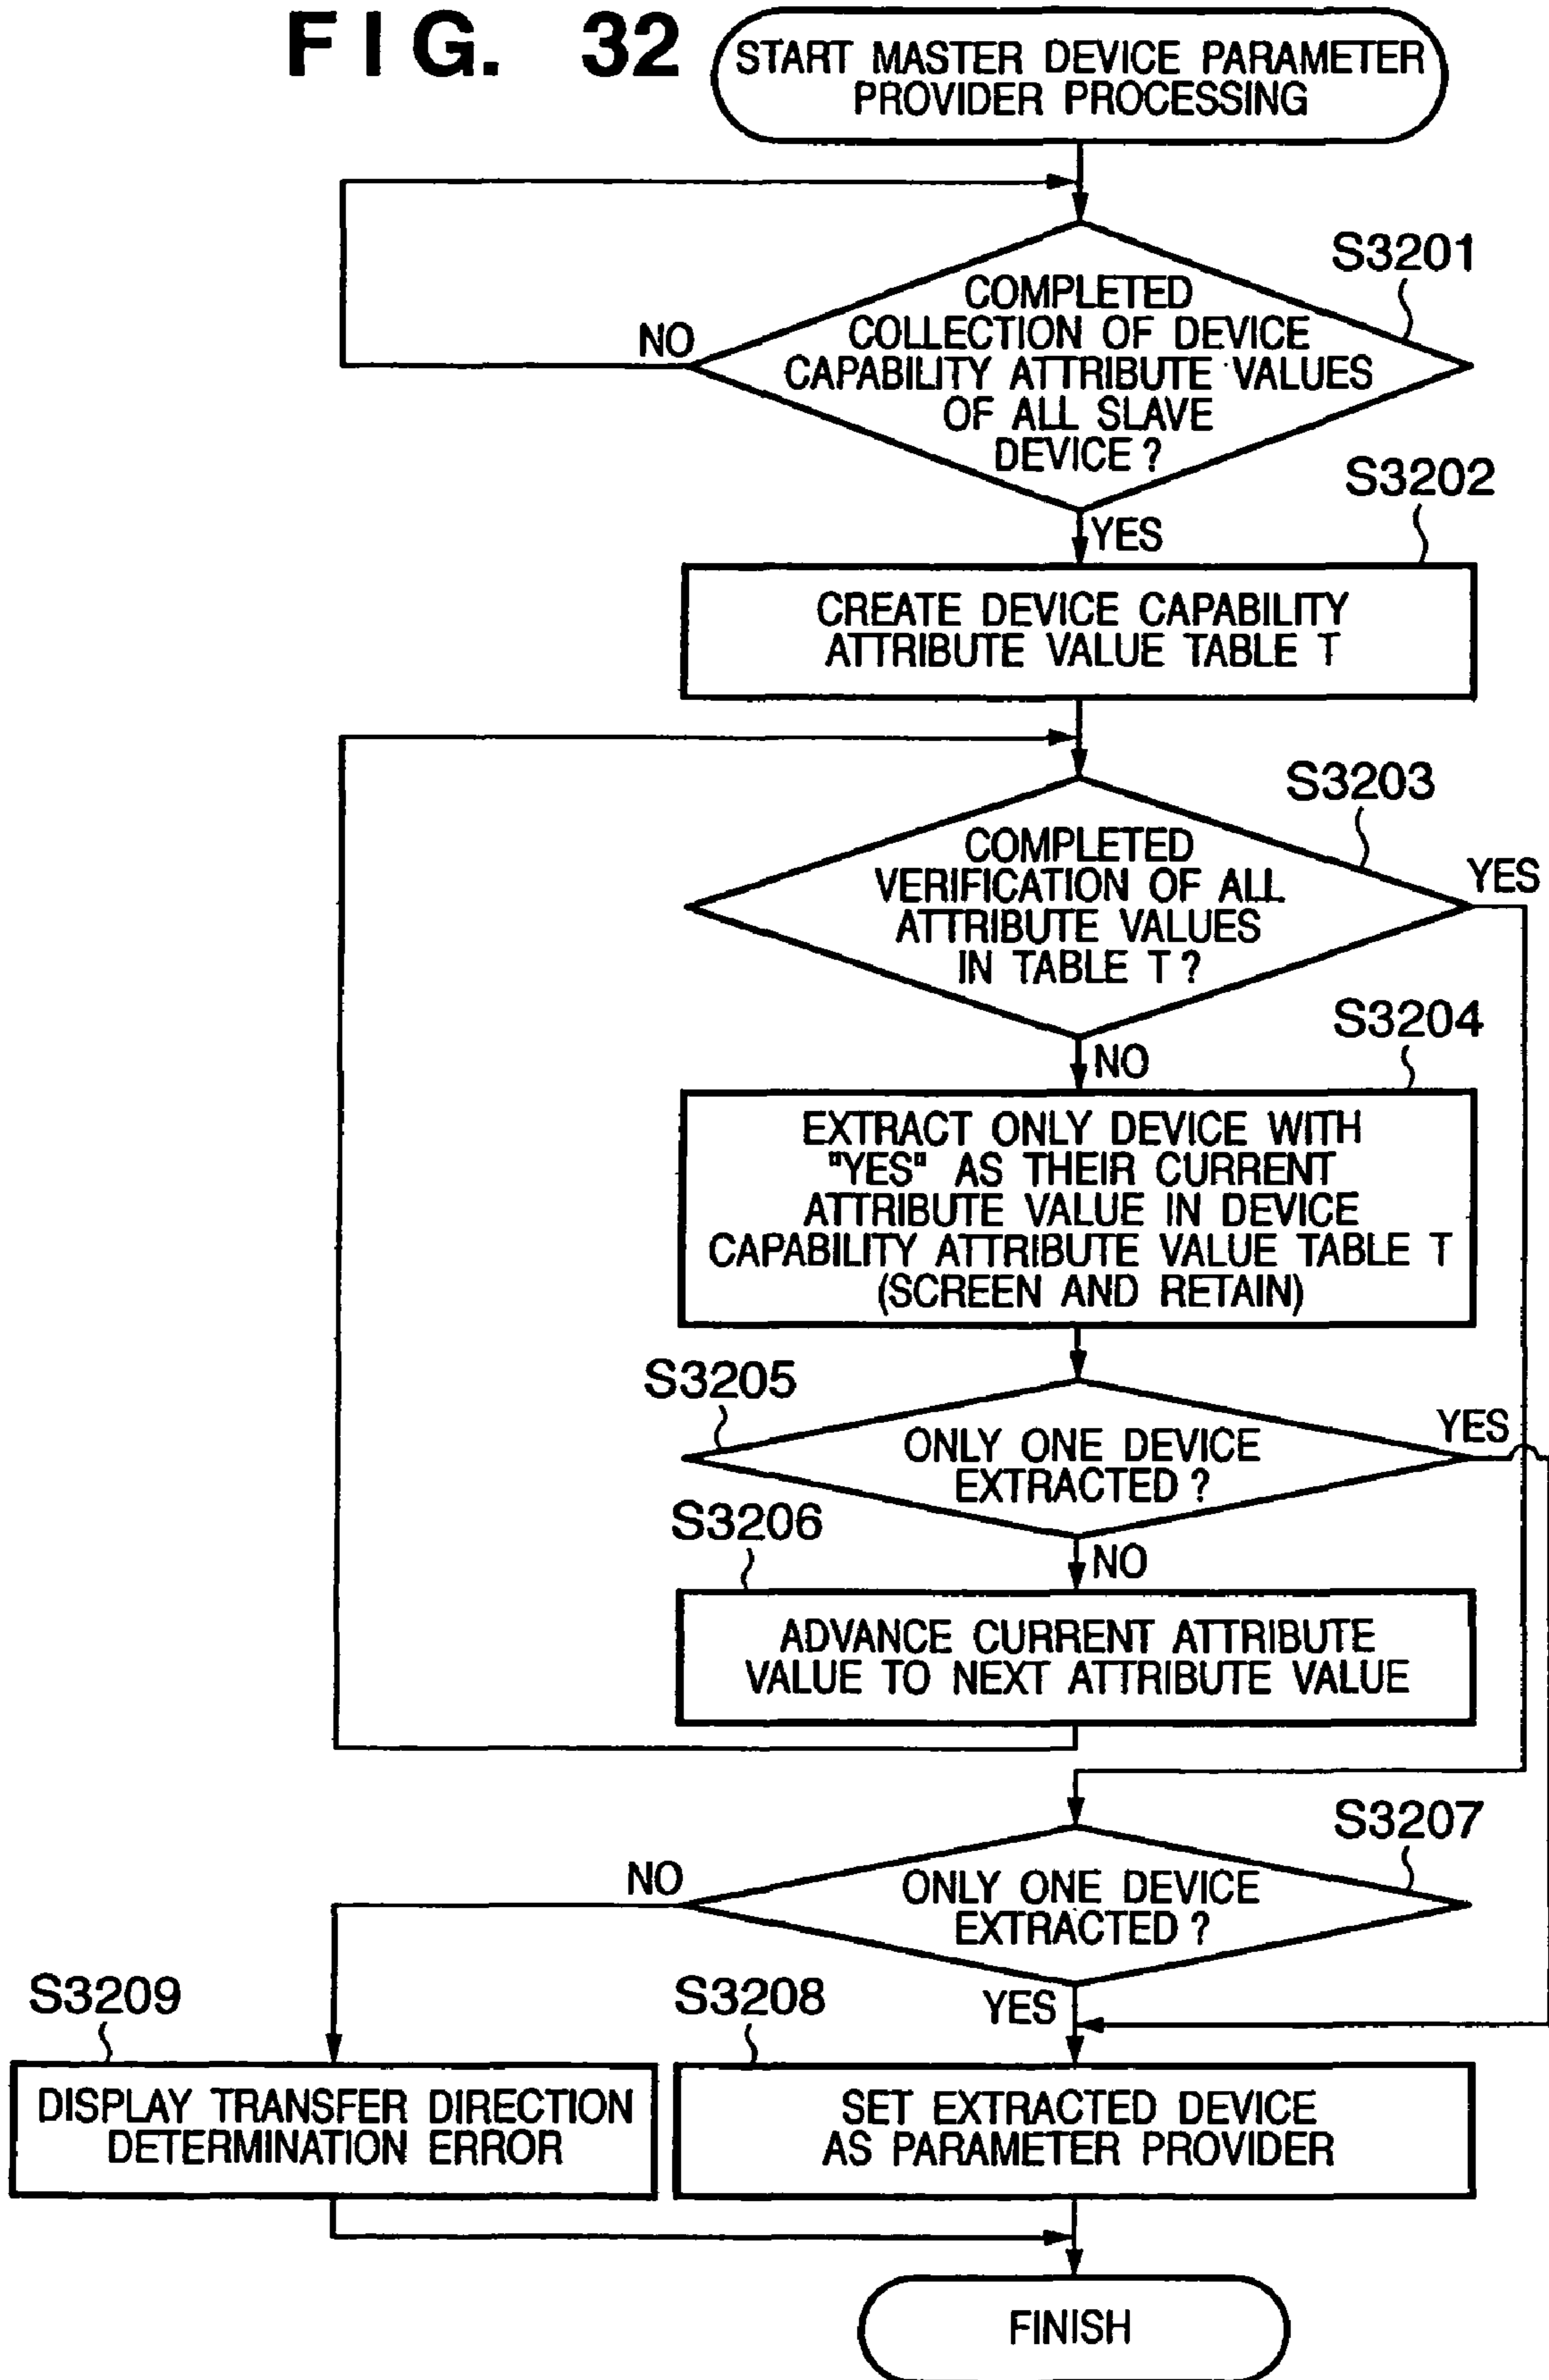 FIG. 32
START MASTER DEVICE PARAMETER
PROVIDER PROCESSING
S3201
COMPLETED
COLLECTION OF DEVICE
CAPABILITY ATTRIBUTE VALUES
OF ALL SLAVE
DEVICE?
NO
YES
S3202
CREATE DEVICE CAPABILITY
ATTRIBUTE VALUE TABLE T
S3203
COMPLETED
VERIFICATION OF ALL
ATTRIBUTE VALUES
IN TABLE T?
YES
NO
S3204
EXTRACT ONLY DEVICE WITH
"YES" AS THEIR CURRENT
ATTRIBUTE VALUE IN DEVICE
CAPABILITY ATTRIBUTE VALUE TABLE T
(SCREEN AND RETAIN)
S3205
ONLY ONE DEVICE
EXTRACTED?
YES
NO
S3206
ADVANCE CURRENT ATTRIBUTE
VALUE TO NEXT ATTRIBUTE VALUE
S3207
ONLY ONE DEVICE
EXTRACTED?
NO
YES
S3209
DISPLAY TRANSFER DIRECTION
DETERMINATION ERROR
S3208
SET EXTRACTED DEVICE
AS PARAMETER PROVIDER
FINISH